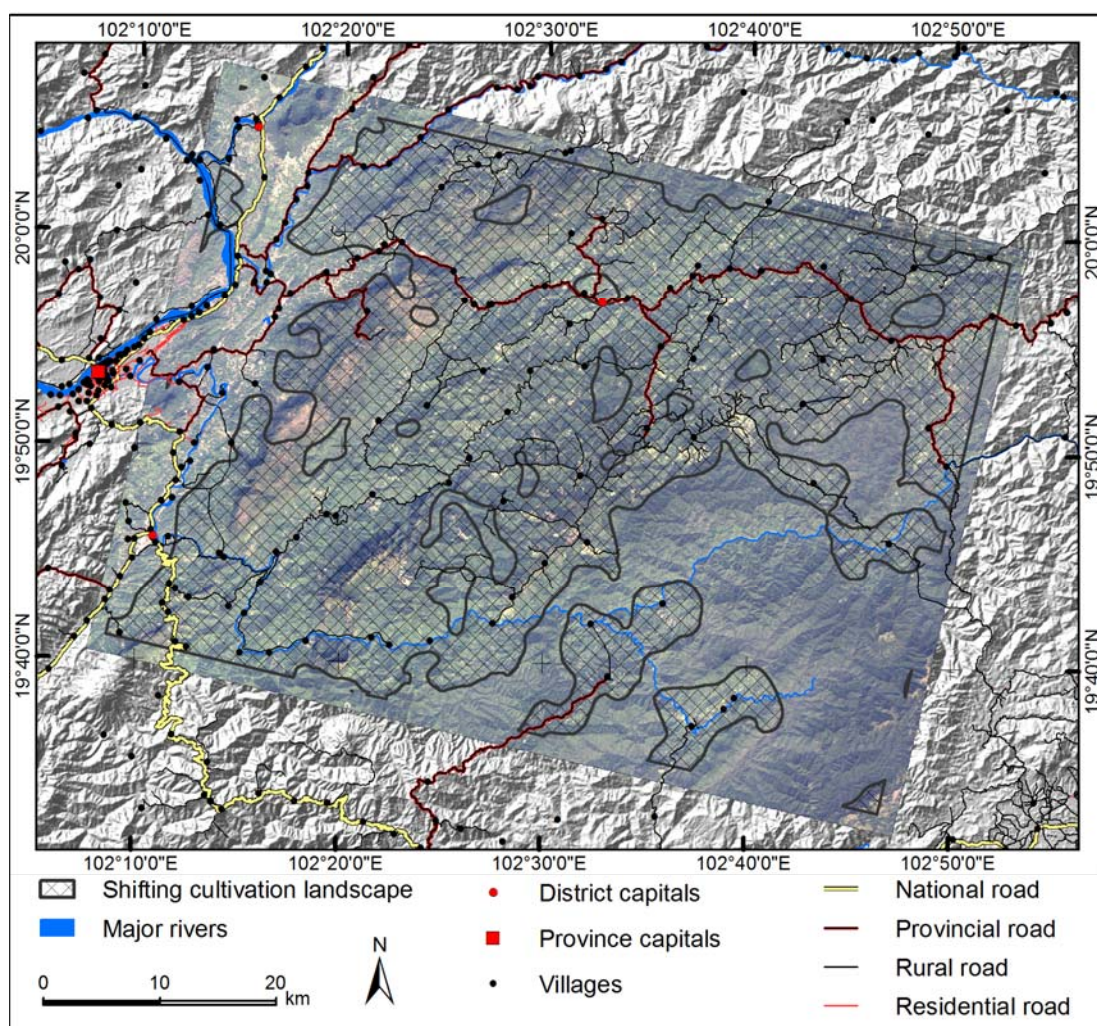 102°10'0"E 102°20'0"E 102°30'0"E 102°40'0"E 102°50'0"E
20°0'0"N 20°0'0"N
19°50'0"N 19°50'0"N
19°40'0"N 19°40'0"N
102°10'0"E 102°20'0"E 102°30'0"E 102°40'0"E 102°50'0"E
Shifting cultivation landscape District capitals National road
Major rivers Province capitals Provincial road
N Villages Rural road
0 10 20 km Residential road